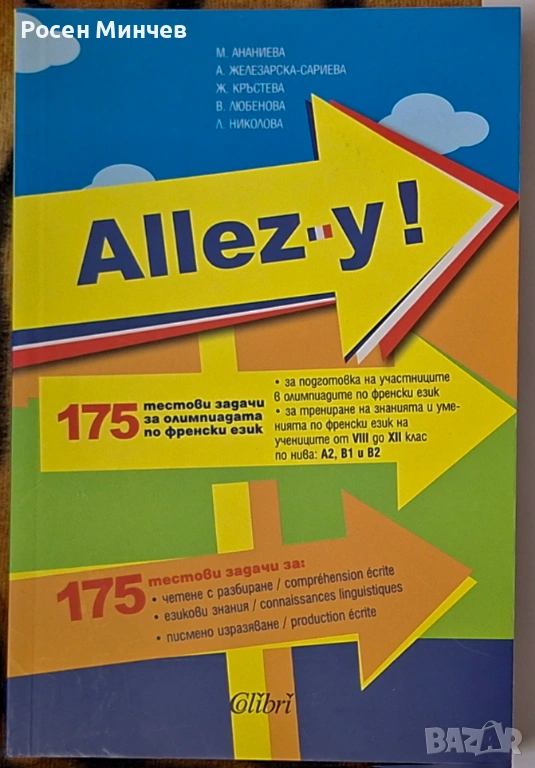 Росен Минчев
М. АНАНИЕВА
А. ЖЕЛЕЗАРСКА-САРИЕВА
Ж. КРЪСТЕВА
В. ЛЮБЕНОВА
Л. НИКОЛОВА
Allez-y!
175 тестови задачи
за олимпиадата
по френски език
• за подготовка на участниците
в олимпиадите по френски език
• за трениране на знанията и уме-
нията по френски език на
учениците от VIII до XII клас
по нива: A2, B1 и B2
175 тестови задачи за:
• четене с разбиране / compréhension écrite
• езикови знания / connaissances linguistiques
• писмено изразяване / production écrite
Colibri
BAZAR